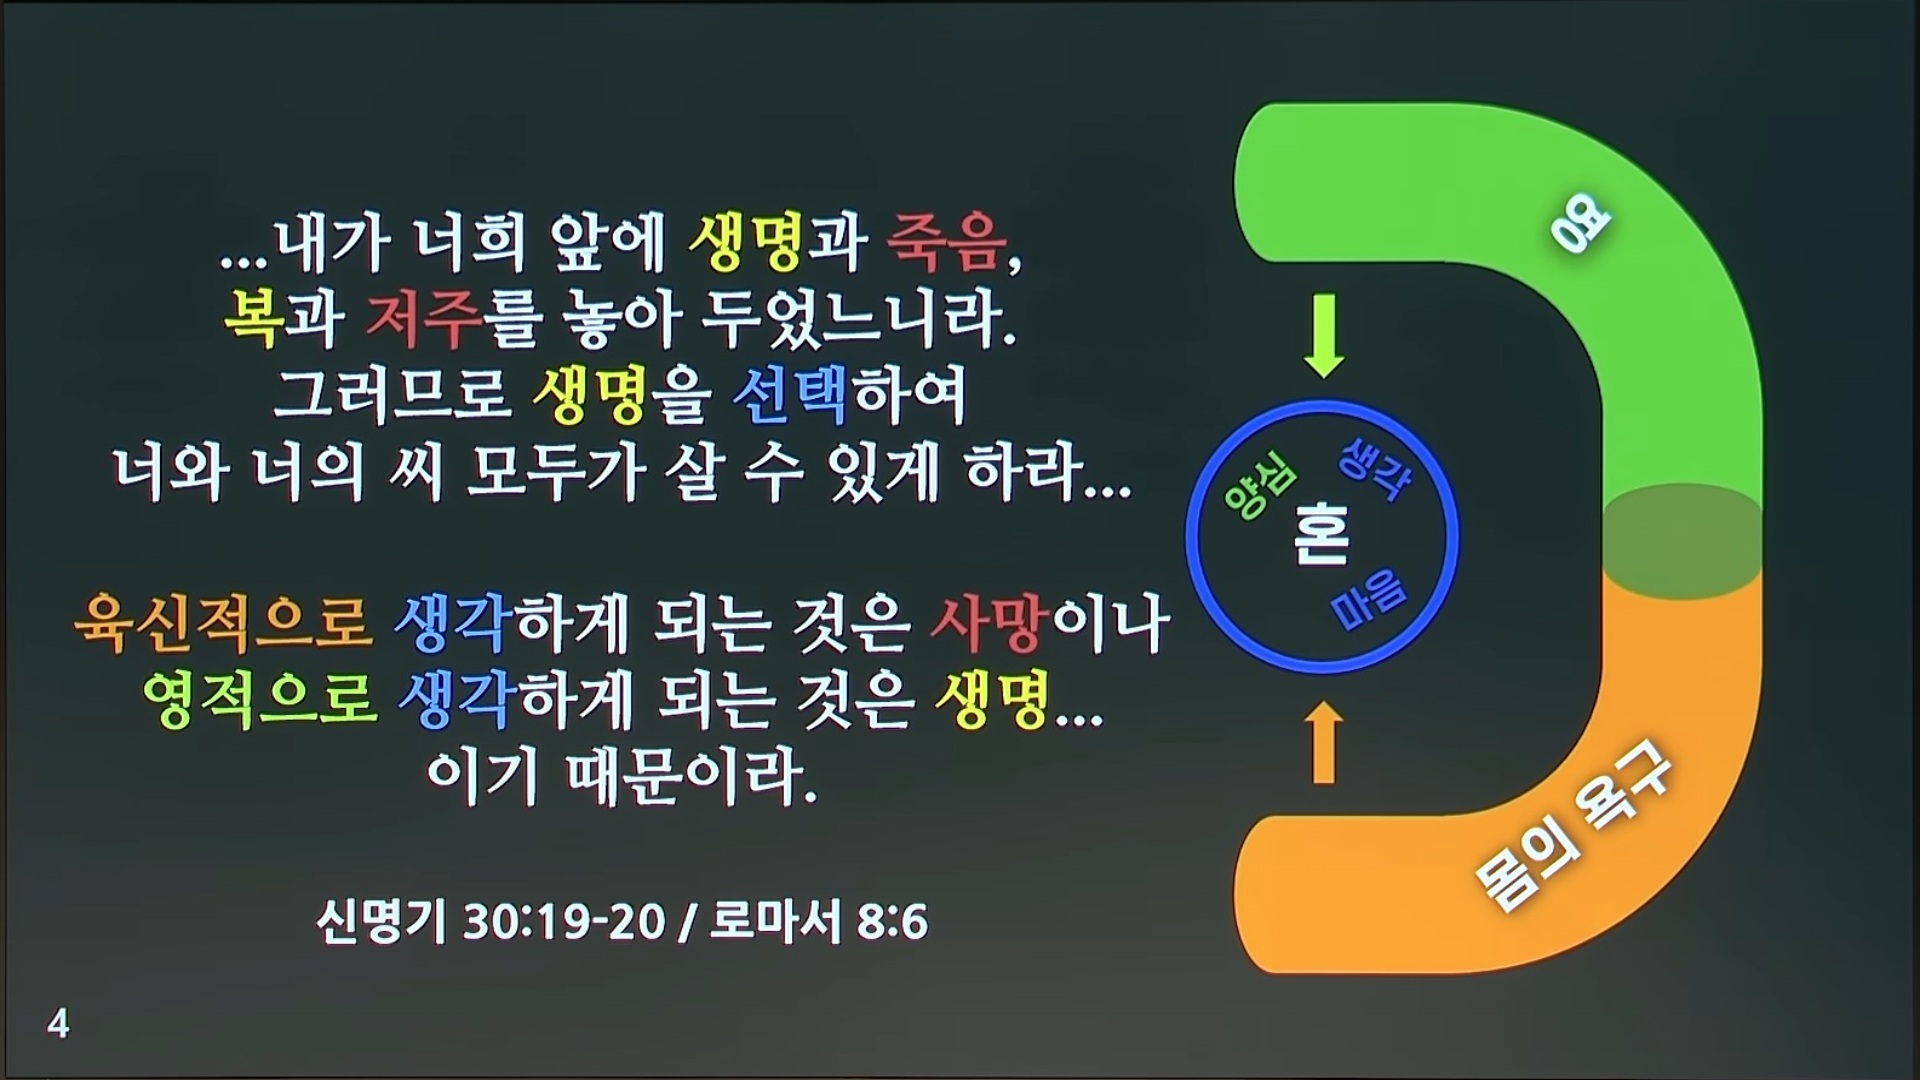 ...내가 너희 앞에 생명과 죽음,
복과 저주를 놓아 두었느니라.
그러므로 생명을 선택하여
너와 너의 씨 모두가 살 수 있게 하라...
육신적으로 생각하게 되는 것은 사망이나
영적으로 생각하게 되는 것은 생명...
이기 때문이라.
신명기 30:19-20 / 로마서 8:6
4
영
양심
생각
혼
마음
몸의 욕구